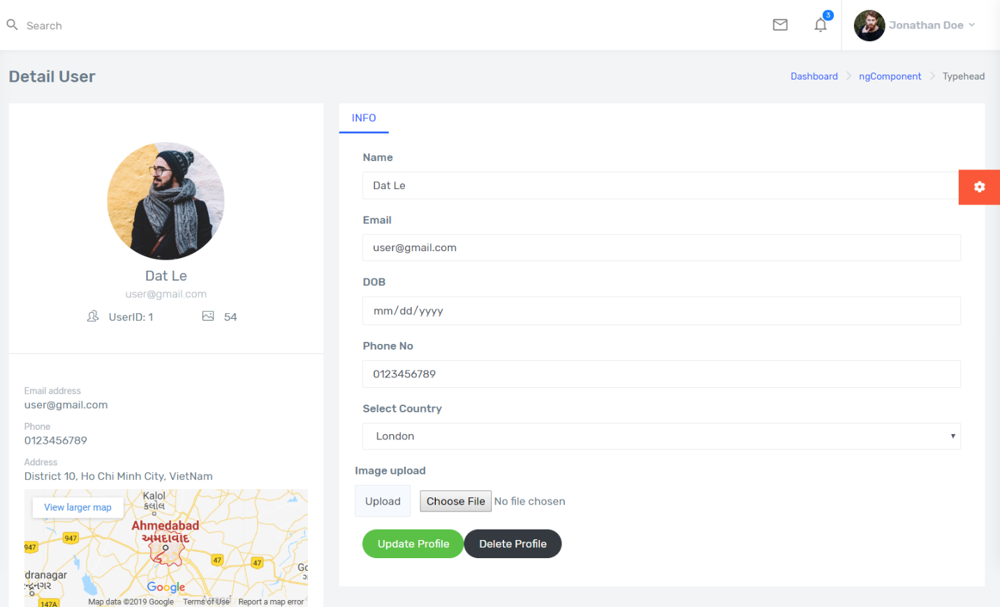 Search
3
Jonathan Doe
Detail User
Dashboard
ngComponent
Typehead
Dat Le
user@gmail.com
UserID: 1
54
Email address
user@gmail.com
Phone
0123456789
Address
District 10, Ho Chi Minh City, VietNam
View larger map
Kalol
કલોલ
Ahmedabad
અમદાવાદ
947
947
47
47
dranagar
147A
Google
Map data ©2019 Google
Terms of Use
Report a map error
INFO
Name
Dat Le
Email
user@gmail.com
DOB
mm/dd/yyyy
Phone No
0123456789
Select Country
London
Image upload
Upload
Choose File
No file chosen
Update Profile
Delete Profile